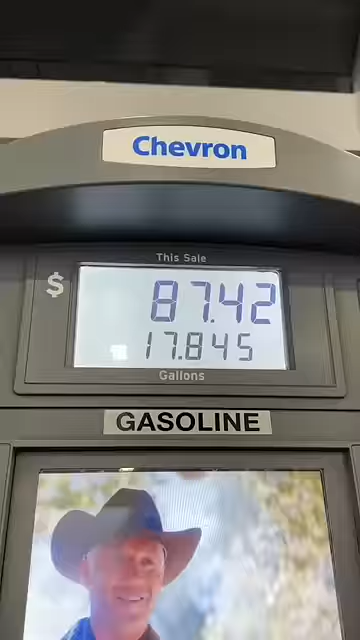 Chevron
This Sale
$ 87.42
17.845
Gallons
GASOLINE